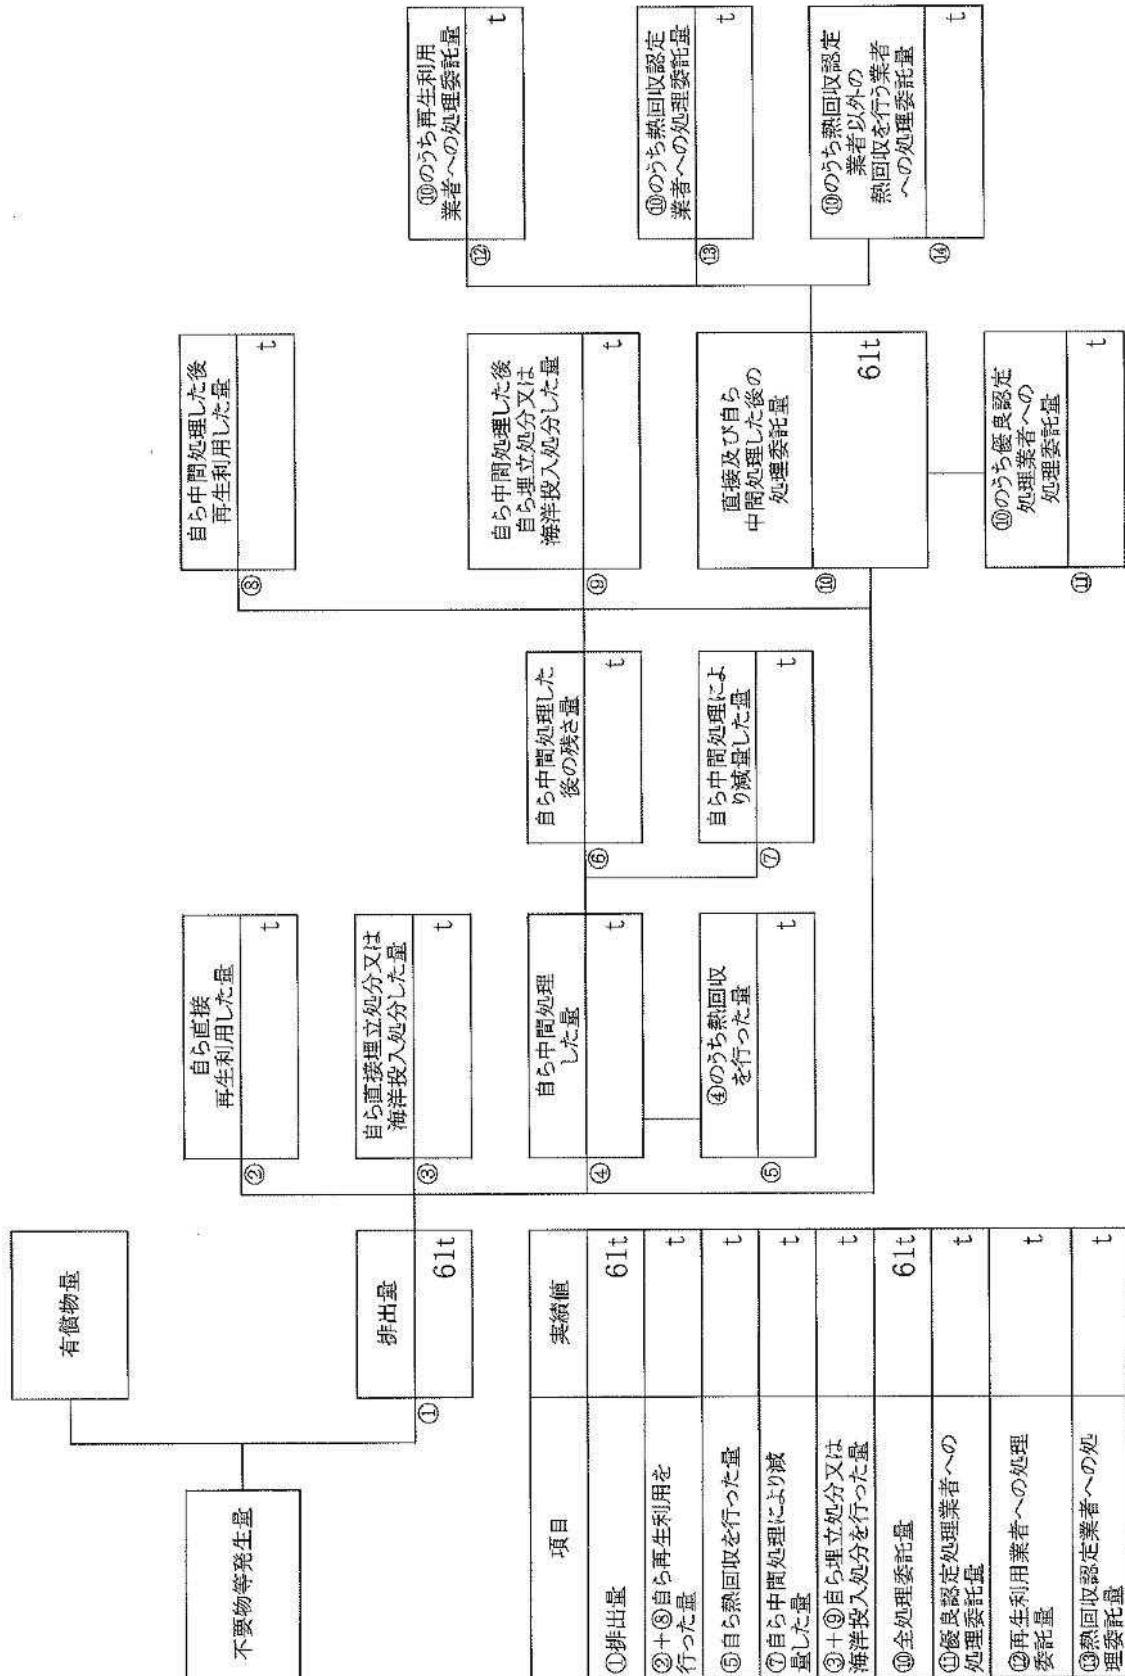 不要物等発生量
有償物量
①
排出量
61t
②
自ら直接
再生利用した量
t
③
自ら直接埋立処分又は
海洋投入処分した量
t
④
自ら中間処理
した量
t
⑤
④のうち熱回収
を行った量
t
⑥
自ら中間処理した
後の残さ量
t
⑦
自ら中間処理によ
り減量した量
t
⑧
自ら中間処理した後
再生利用した量
t
⑨
自ら中間処理した後
自ら埋立処分又は
海洋投入処分した量
t
⑩
直接及び自ら
中間処理した後の
処理委託量
61t
⑪
⑩のうち優良認定
処理業者への
処理委託量
t
⑫
⑩のうち再生利用
業者への処理委託量
t
⑬
⑩のうち熱回収認定
業者への処理委託量
t
⑭
⑩のうち熱回収認定
業者以外の
熱回収を行う業者
への処理委託量
t
項目 実績値
①排出量 61t
②+⑧自ら再生利用を
行った量 t
⑤自ら熱回収を行った量 t
⑦自ら中間処理により減
量した量 t
③+⑨自ら埋立処分又は
海洋投入処分を行った量 t
⑩全処理委託量 61t
⑪優良認定処理業者への
処理委託量 t
⑫再生利用業者への処理
委託量 t
⑬熱回収認定業者への処
理委託量 t